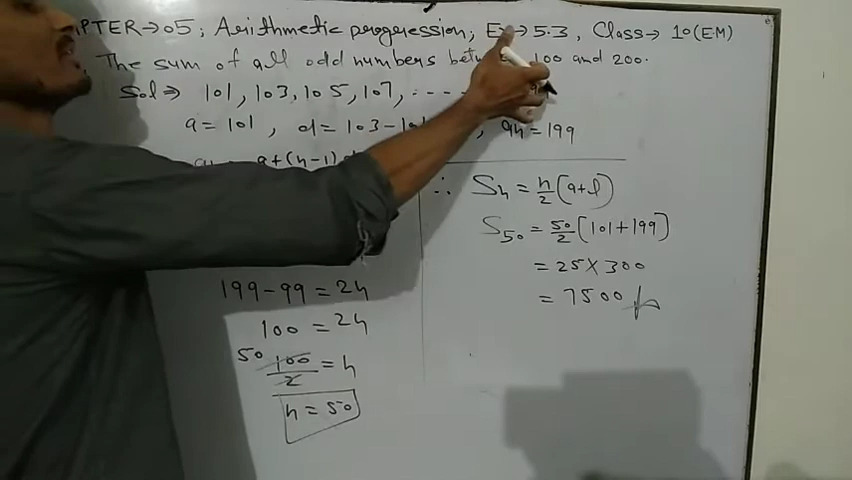 PTER→05; Arithmetic progression; Ex→5.3, Class→10(EM)
The sum of all odd numbers bet 100 and 200.
Sol⇒ 101, 103, 105, 107, ....
a = 101, d = 103-10 , an = 199
a+(n-1)
∴ Sn = n/2 (a+l)
S50 = 50/2 [101+199]
= 25×300
= 7500
199-99 = 2n
100 = 2n
50 100/2 = n
n = 50